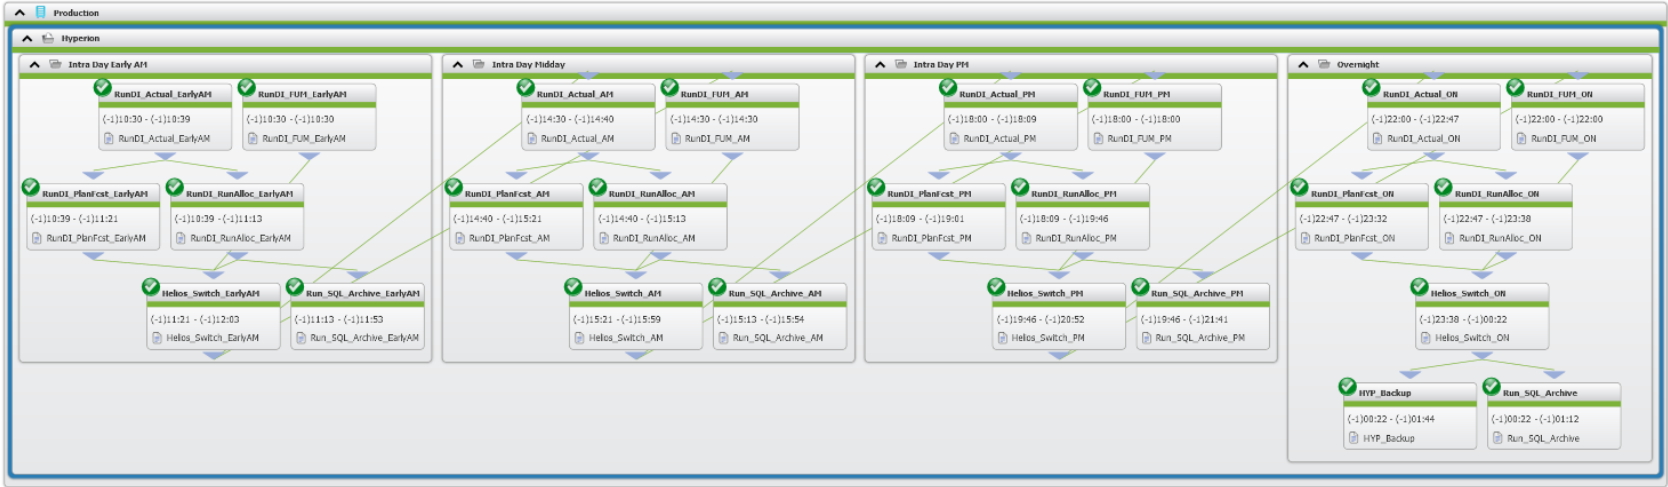 Production
Hyperion
Intra Day Early AM
RunDI_Actual_EarlyAM
(-1)10:30 - (-1)10:39
RunDI_Actual_EarlyAM
RunDI_FUM_EarlyAM
(-1)10:30 - (-1)10:30
RunDI_FUM_EarlyAM
RunDI_PlanFcst_EarlyAM
(-1)10:39 - (-1)11:21
RunDI_PlanFcst_EarlyAM
RunDI_RunAlloc_EarlyAM
(-1)10:39 - (-1)11:13
RunDI_RunAlloc_EarlyAM
Helios_Switch_EarlyAM
(-1)11:21 - (-1)12:03
Helios_Switch_EarlyAM
Run_SQL_Archive_EarlyAM
(-1)11:13 - (-1)11:53
Run_SQL_Archive_EarlyAM
Intra Day Midday
RunDI_Actual_AM
(-1)14:30 - (-1)14:40
RunDI_Actual_AM
RunDI_FUM_AM
(-1)14:30 - (-1)14:30
RunDI_FUM_AM
RunDI_PlanFcst_AM
(-1)14:40 - (-1)15:21
RunDI_PlanFcst_AM
RunDI_RunAlloc_AM
(-1)14:40 - (-1)15:13
RunDI_RunAlloc_AM
Helios_Switch_AM
(-1)15:21 - (-1)15:59
Helios_Switch_AM
Run_SQL_Archive_AM
(-1)15:13 - (-1)15:54
Run_SQL_Archive_AM
Intra Day PM
RunDI_Actual_PM
(-1)18:00 - (-1)18:09
RunDI_Actual_PM
RunDI_FUM_PM
(-1)18:00 - (-1)18:00
RunDI_FUM_PM
RunDI_PlanFcst_PM
(-1)18:09 - (-1)19:01
RunDI_PlanFcst_PM
RunDI_RunAlloc_PM
(-1)18:09 - (-1)19:46
RunDI_RunAlloc_PM
Helios_Switch_PM
(-1)19:46 - (-1)20:52
Helios_Switch_PM
Run_SQL_Archive_PM
(-1)19:46 - (-1)21:41
Run_SQL_Archive_PM
Overnight
RunDI_Actual_ON
(-1)22:00 - (-1)22:47
RunDI_Actual_ON
RunDI_FUM_ON
(-1)22:00 - (-1)22:00
RunDI_FUM_ON
RunDI_PlanFcst_ON
(-1)22:47 - (-1)23:32
RunDI_PlanFcst_ON
RunDI_RunAlloc_ON
(-1)22:47 - (-1)23:38
RunDI_RunAlloc_ON
Helios_Switch_ON
(-1)23:38 - (-1)00:22
Helios_Switch_ON
HYP_Backup
(-1)00:22 - (-1)01:44
HYP_Backup
Run_SQL_Archive
(-1)00:22 - (-1)01:12
Run_SQL_Archive